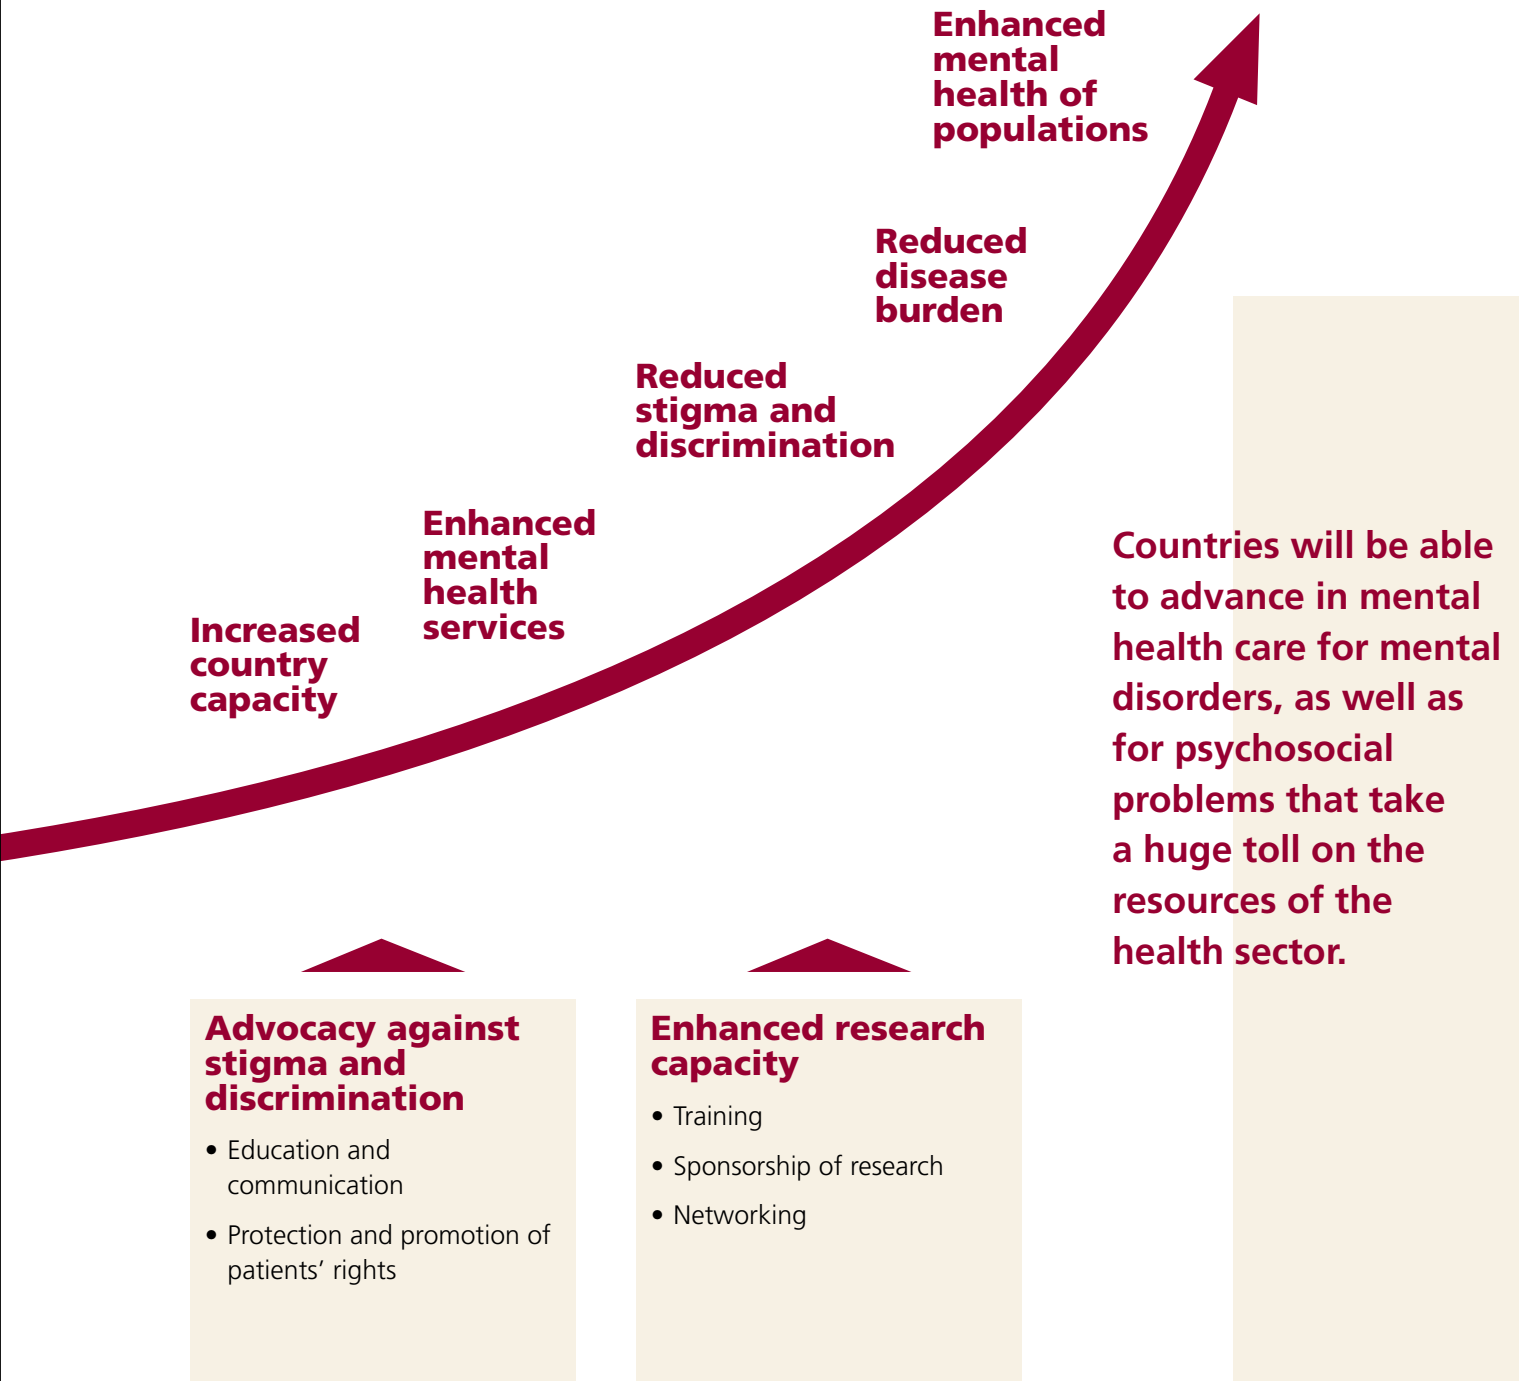 Enhanced
mental
health of
populations
Reduced
disease
burden
Reduced
stigma and
discrimination
Enhanced
mental
health
services
Increased
country
capacity
Countries will be able
to advance in mental
health care for mental
disorders, as well as
for psychosocial
problems that take
a huge toll on the
resources of the
health sector.
Advocacy against
stigma and
discrimination
• Education and
communication
• Protection and promotion of
patients’ rights
Enhanced research
capacity
• Training
• Sponsorship of research
• Networking